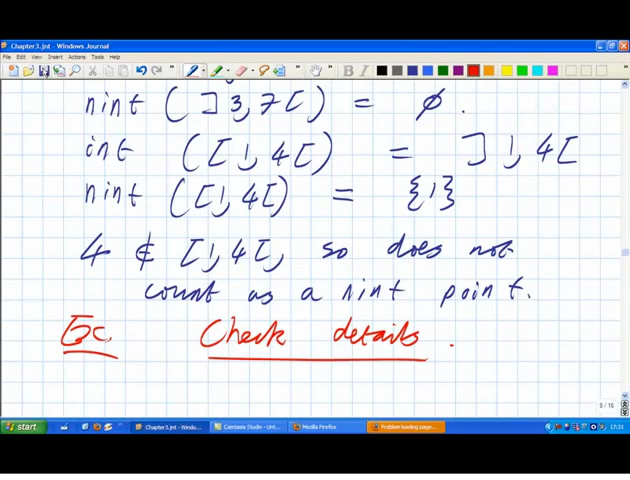 Chapter3.jnt - Windows Journal
File Edit View Insert Actions Tools Help
nint (]3,7[) = ∅.
int ([1,4[) = ]1,4[
nint ([1,4[) = {1}
4 ∉ [1,4[, so does not
count as a nint point.
Ex. Check details.
9 / 16
start Chapter3.jnt - Windo... Camtasia Studio - Unt... Mozilla Firefox Problem loading page... 17:31